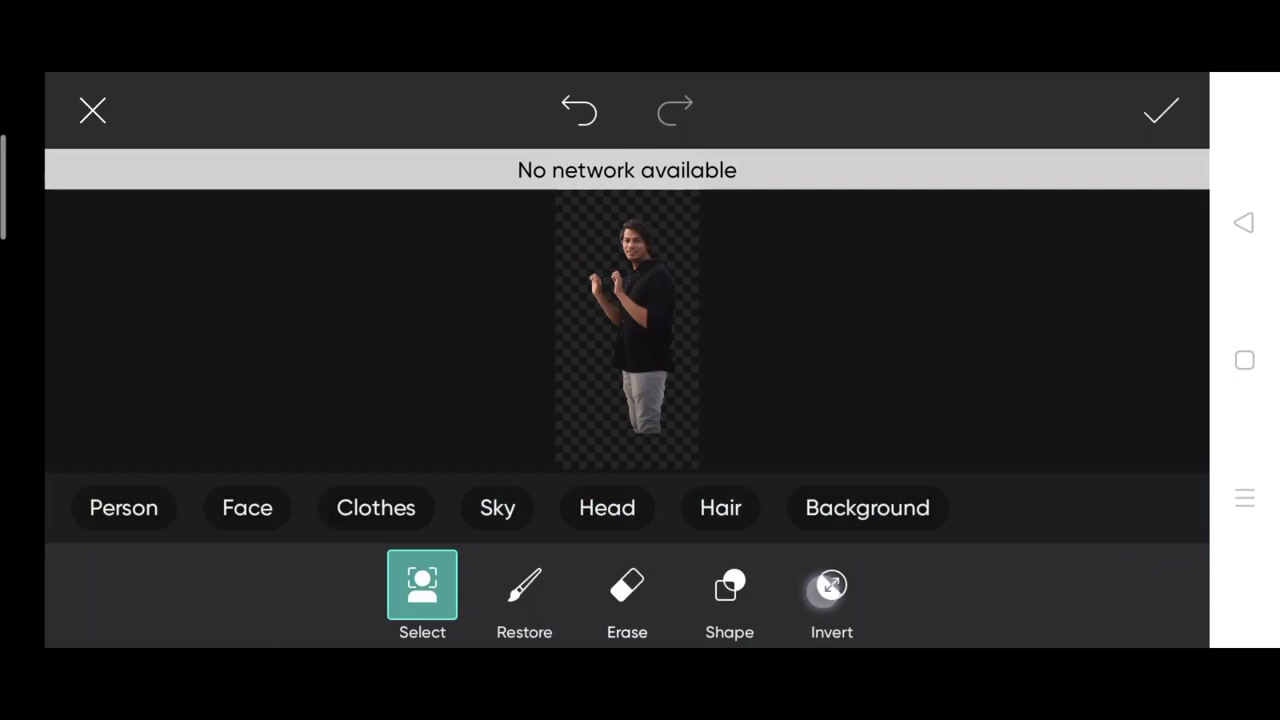 No network available
Person Face Clothes Sky Head Hair Background
Select Restore Erase Shape Invert